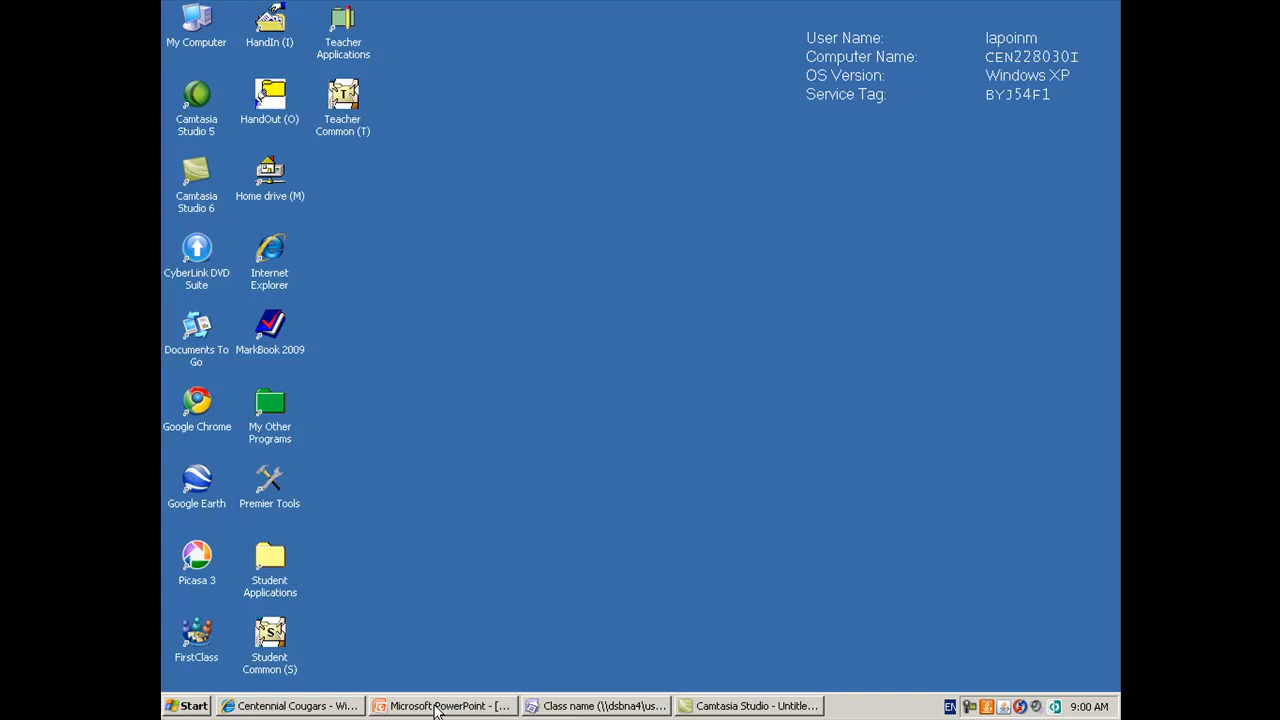 My Computer
HandIn (I)
Teacher
Applications
User Name: lapoinm
Computer Name: CEN228030I
OS Version: Windows XP
Service Tag: BYJ54F1
Camtasia
Studio 5
HandOut (O)
Teacher
Common (T)
Camtasia
Studio 6
Home drive (M)
CyberLink DVD
Suite
Internet
Explorer
Documents To
Go
MarkBook 2009
Google Chrome
My Other
Programs
Google Earth
Premier Tools
Picasa 3
Student
Applications
FirstClass
Student
Common (S)
Start
Centennial Cougars - Wi...
Microsoft PowerPoint - [...
Class name (\\dsbna4\us...
Camtasia Studio - Untitle...
EN
9:00 AM